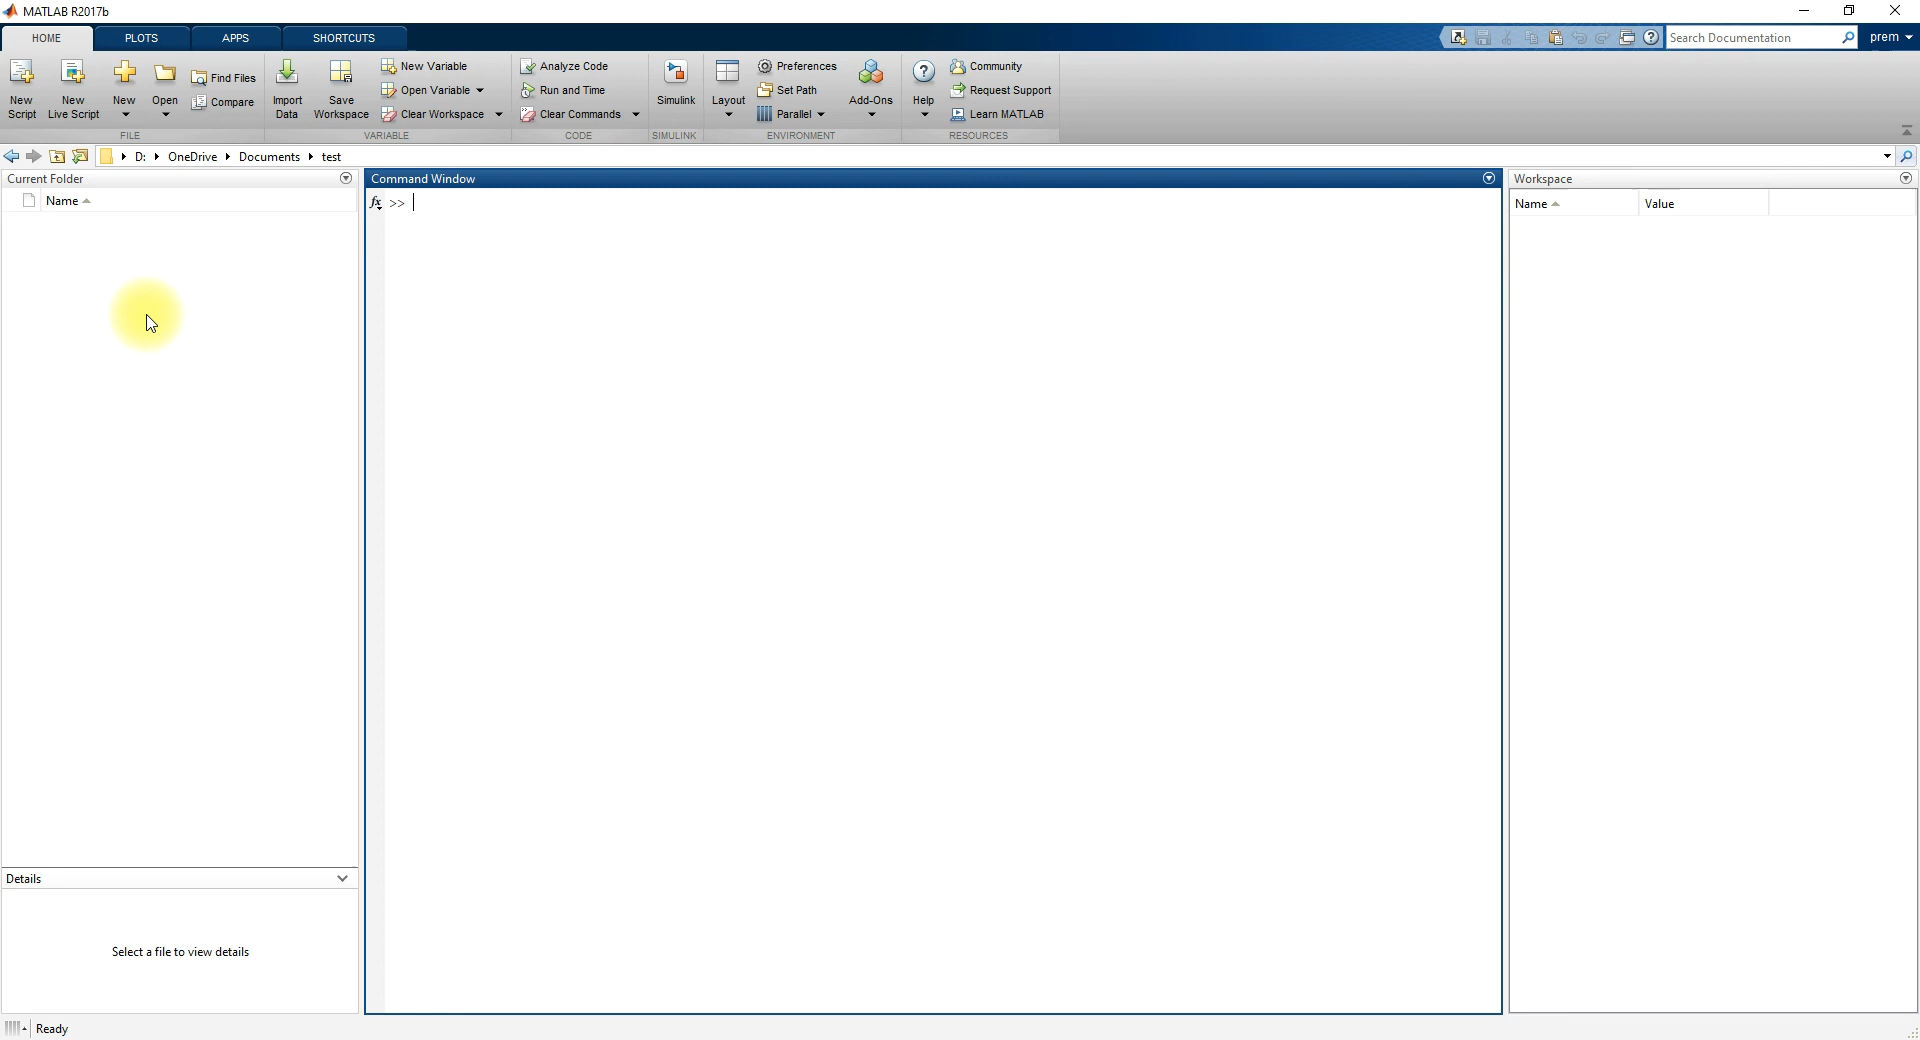 MATLAB R2017b
HOME PLOTS APPS SHORTCUTS Search Documentation prem
New Script New Live Script New Open Find Files Compare Import Data Save Workspace New Variable Open Variable Clear Workspace Analyze Code Run and Time Clear Commands Simulink Layout Preferences Set Path Parallel Add-Ons Help Community Request Support Learn MATLAB
FILE VARIABLE CODE SIMULINK ENVIRONMENT RESOURCES
D: OneDrive Documents test
Current Folder Command Window Workspace
Name fx >> Name Value
Details
Select a file to view details
Ready